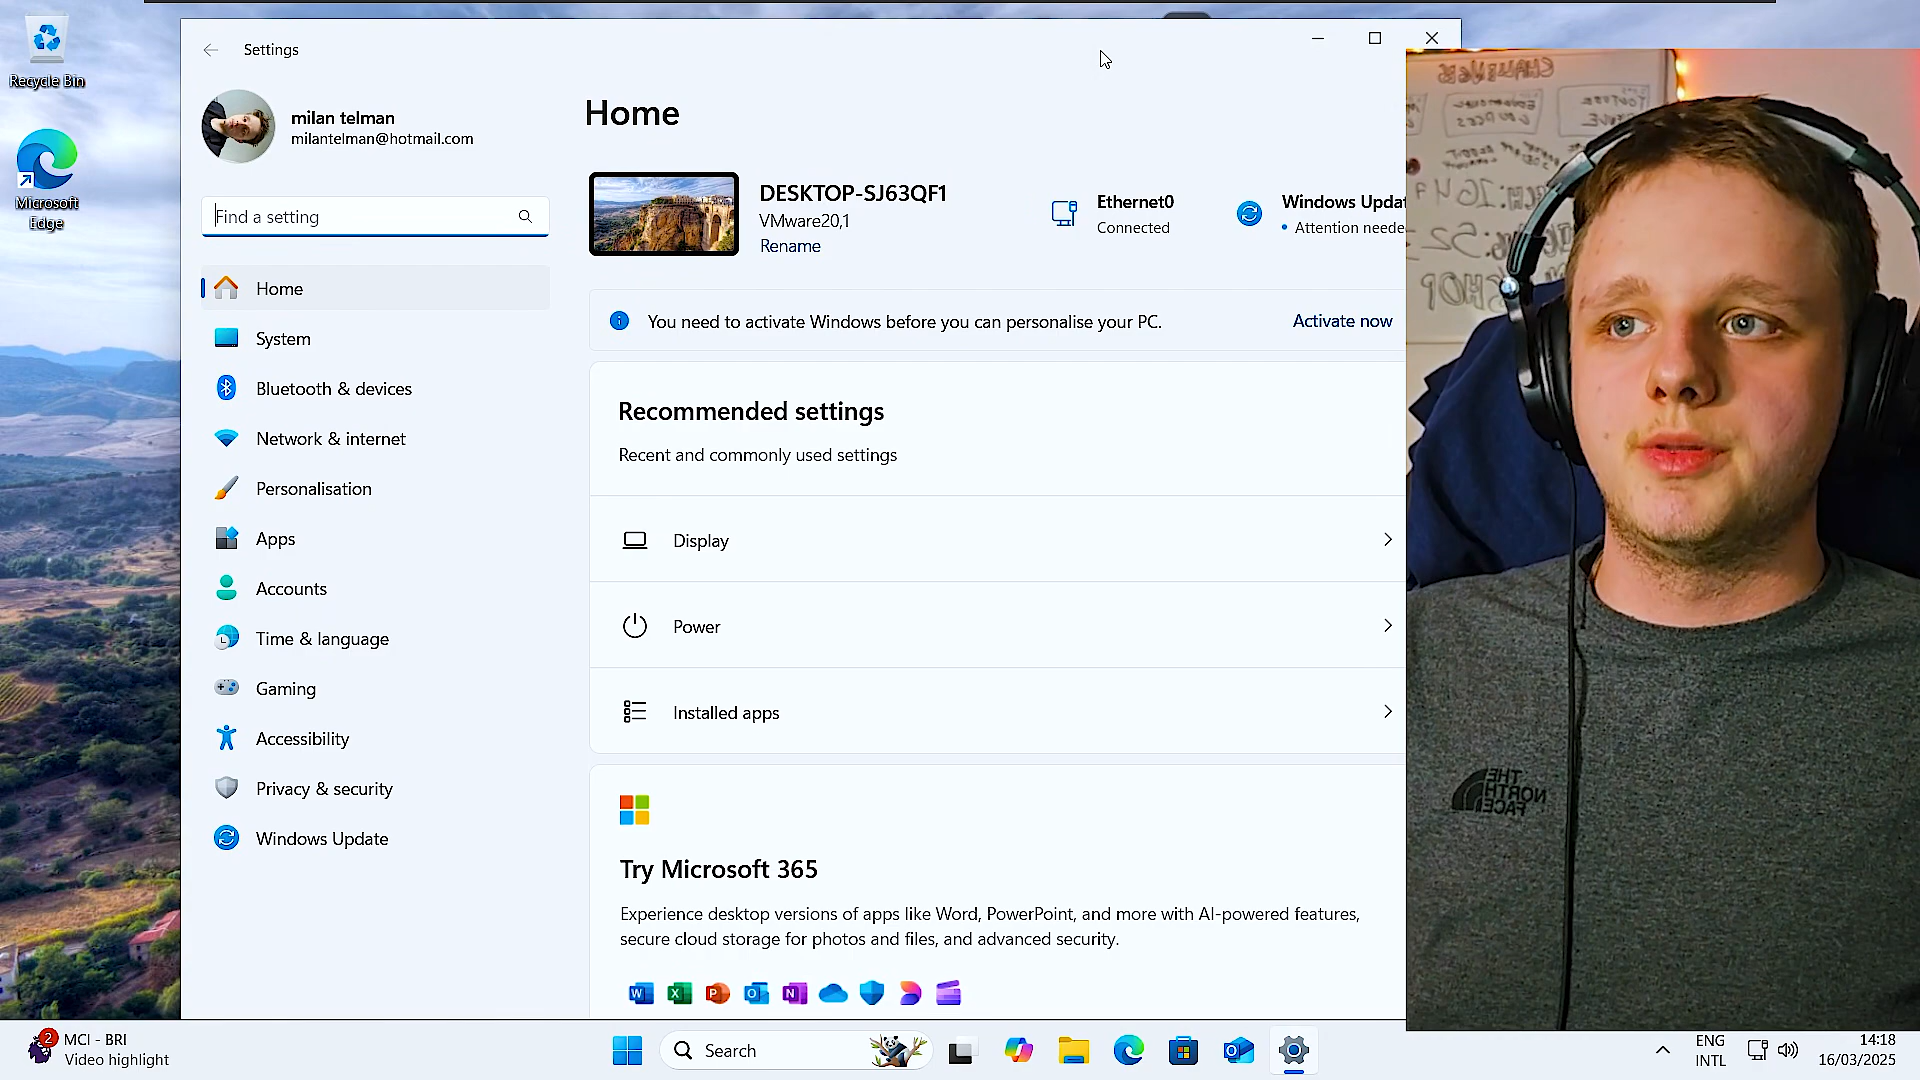 Recycle Bin
Microsoft
Edge
Settings
milan telman
milantelman@hotmail.com
Find a setting
Home
System
Bluetooth & devices
Network & internet
Personalisation
Apps
Accounts
Time & language
Gaming
Accessibility
Privacy & security
Windows Update
Home
DESKTOP-SJ63QF1
VMware20,1
Rename
Ethernet0
Connected
Windows Updat
• Attention neede
You need to activate Windows before you can personalise your PC.
Activate now
Recommended settings
Recent and commonly used settings
Display
Power
Installed apps
Try Microsoft 365
Experience desktop versions of apps like Word, PowerPoint, and more with AI-powered features,
secure cloud storage for photos and files, and advanced security.
CHALLENGES
THE
NORTH
FACE
2
MCI - BRI
Video highlight
Search
ENG
INTL
14:18
16/03/2025